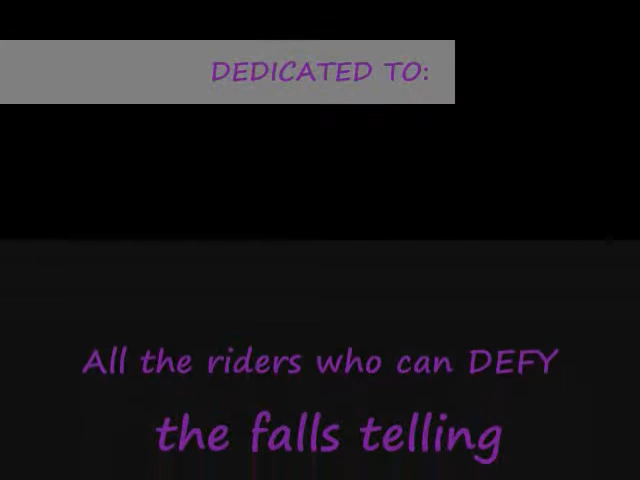 DEDICATED TO:
All the riders who can DEFY
the falls telling